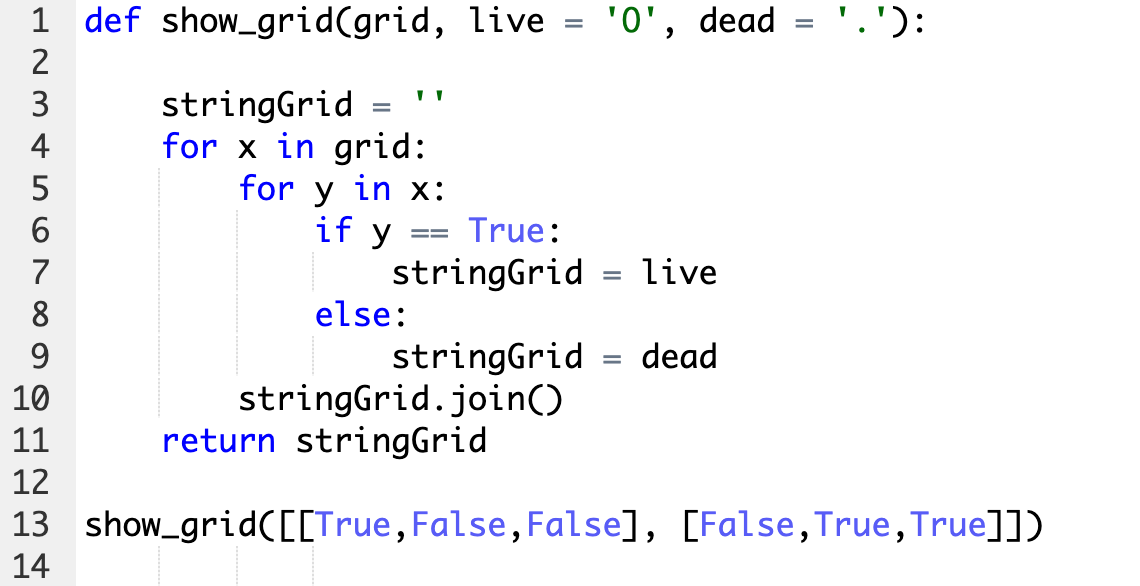 1 def show_grid(grid, live = 'O', dead = '.'):
2
3     stringGrid = ''
4     for x in grid:
5         for y in x:
6             if y == True:
7                 stringGrid = live
8             else:
9                 stringGrid = dead
10         stringGrid.join()
11     return stringGrid
12
13 show_grid([[True,False,False], [False,True,True]])
14